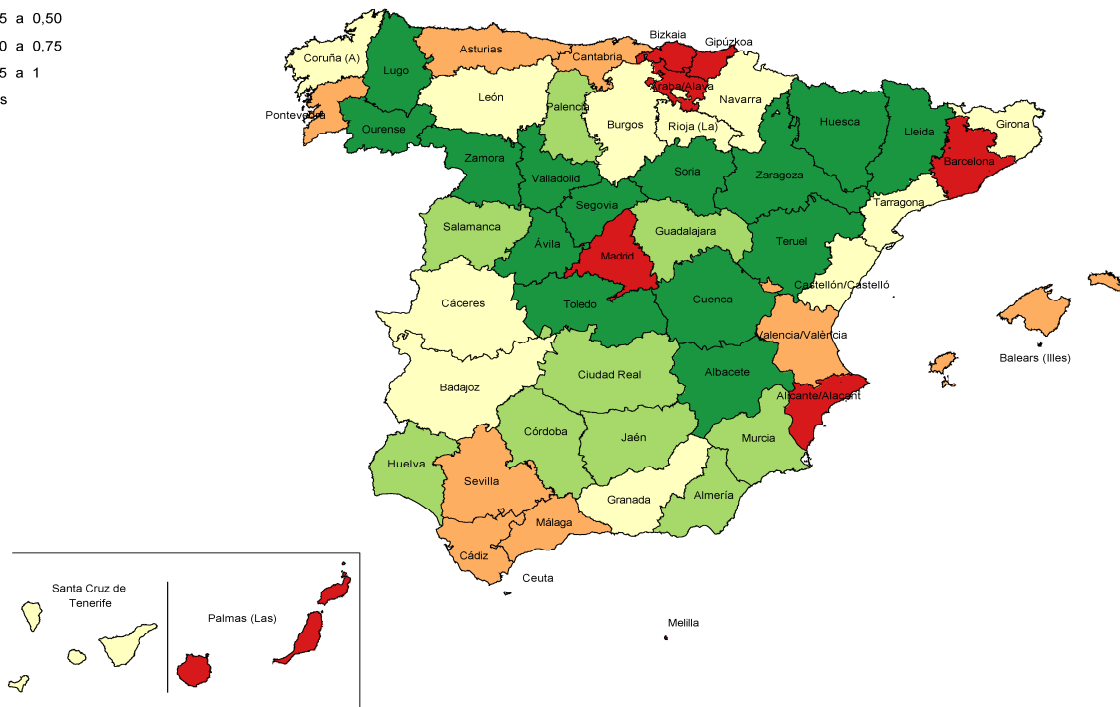 5 a 0,50
0 a 0,75
5 a 1
s
Bizkaia
Gipúzkoa
Asturias
Cantabria
Coruña (A)
Lugo
Araba/Álava
León
Palencia
Navarra
Pontevedra
Ourense
Burgos
Rioja (La)
Huesca
Lleida
Girona
Zamora
Valladolid
Soria
Zaragoza
Barcelona
Segovia
Tarragona
Salamanca
Ávila
Guadalajara
Teruel
Madrid
Castellón/Castelló
Cáceres
Toledo
Cuenca
Valencia/València
Balears (Illes)
Ciudad Real
Albacete
Badajoz
Alicante/Alacant
Córdoba
Jaén
Murcia
Huelva
Sevilla
Granada
Almería
Málaga
Cádiz
Ceuta
Santa Cruz de
Tenerife
Palmas (Las)
Melilla